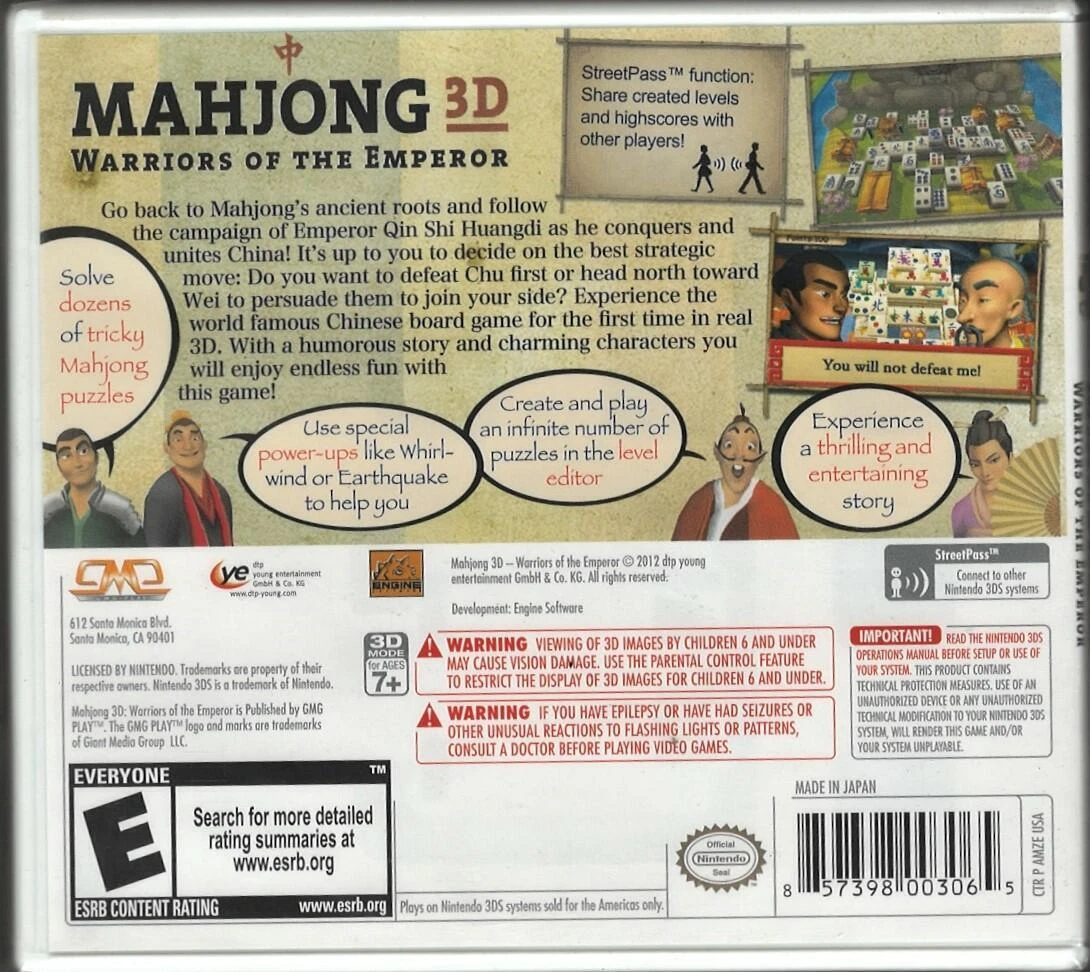 中
MAHJONG 3D
WARRIORS OF THE EMPEROR
StreetPass™ function:
Share created levels
and highscores with
other players!
Go back to Mahjong's ancient roots and follow
the campaign of Emperor Qin Shi Huangdi as he conquers and
unites China! It's up to you to decide on the best strategic
move: Do you want to defeat Chu first or head north toward
Wei to persuade them to join your side? Experience the
world famous Chinese board game for the first time in real
3D. With a humorous story and charming characters you
will enjoy endless fun with
this game!
Solve
dozens
of tricky
Mahjong
puzzles
You will not defeat me!
Use special
power-ups like Whirl-
wind or Earthquake
to help you
Create and play
an infinite number of
puzzles in the level
editor
Experience
a thrilling and
entertaining
story
612 Santa Monica Blvd.
Santa Monica, CA 90401
ye
dtp
young entertainment
GmbH & Co. KG
www.dtp-young.com
ENGINE
Mahjong 3D – Warriors of the Emperor © 2012 dtp young
entertainment GmbH & Co. KG. All rights reserved.
Development: Engine Software
StreetPass™
Connect to other
Nintendo 3DS systems
LICENSED BY NINTENDO. Trademarks are property of their
respective owners. Nintendo 3DS is a trademark of Nintendo.
Mahjong 3D: Warriors of the Emperor is Published by GMG
PLAY™. The GMG PLAY™ logo and marks are trademarks
of Giant Media Group LLC.
3D
MODE
for AGES
7+
WARNING VIEWING OF 3D IMAGES BY CHILDREN 6 AND UNDER
MAY CAUSE VISION DAMAGE. USE THE PARENTAL CONTROL FEATURE
TO RESTRICT THE DISPLAY OF 3D IMAGES FOR CHILDREN 6 AND UNDER.
WARNING IF YOU HAVE EPILEPSY OR HAVE HAD SEIZURES OR
OTHER UNUSUAL REACTIONS TO FLASHING LIGHTS OR PATTERNS,
CONSULT A DOCTOR BEFORE PLAYING VIDEO GAMES.
IMPORTANT! READ THE NINTENDO 3DS
OPERATIONS MANUAL BEFORE SETUP OR USE OF
YOUR SYSTEM. THIS PRODUCT CONTAINS
TECHNICAL PROTECTION MEASURES. USE OF AN
UNAUTHORIZED DEVICE OR ANY UNAUTHORIZED
TECHNICAL MODIFICATION TO YOUR NINTENDO 3DS
SYSTEM, WILL RENDER THIS GAME AND/OR
YOUR SYSTEM UNPLAYABLE.
EVERYONE TM
E
Search for more detailed
rating summaries at
www.esrb.org
ESRB CONTENT RATING www.esrb.org
Plays on Nintendo 3DS systems sold for the Americas only.
Official
Nintendo
Seal
MADE IN JAPAN
8 57398 00306 5
CTR P AMZE USA
WARRIORS OF THE EMPEROR